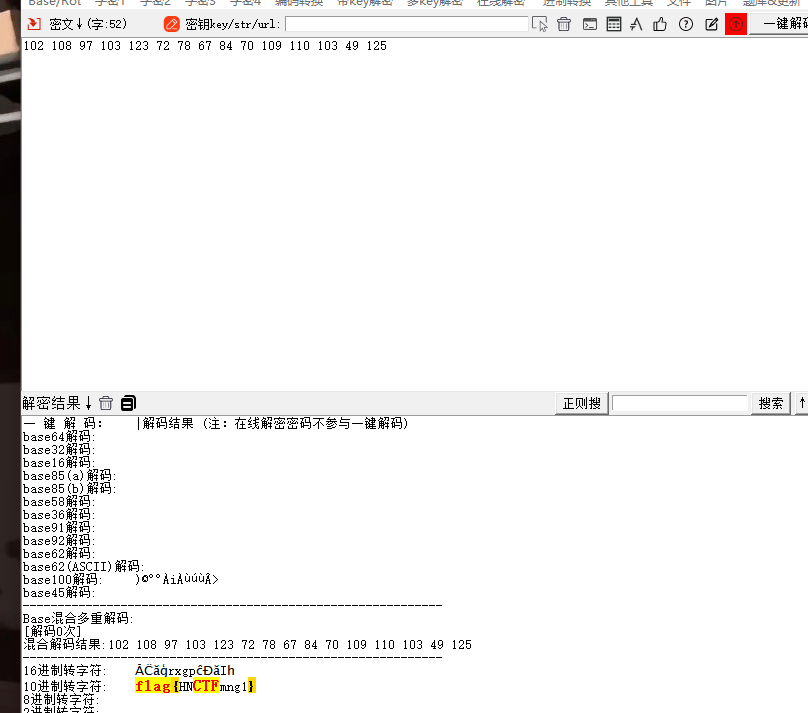 Base/Rot 字密1 字密2 字密3 字密4 编码转换 带key解密 多key解密 在线解密 进制转换 其他工具 文件 图片 题库&更新
密文↓(字:52) 密钥key/str/url: 一键解码
102 108 97 103 123 72 78 67 84 70 109 110 103 49 125
解密结果↓ 正则搜 搜索 ↑
一 键 解 码: |解码结果 (注: 在线解密密码不参与一键解码)
base64解码:
base32解码:
base16解码:
base85(a)解码:
base85(b)解码:
base58解码:
base36解码:
base91解码:
base92解码:
base62解码:
base62(ASCII)解码:
base100解码: )©ºº⁠ÀiÀùúùÂ>
base45解码:
------------------------------------------------------------
Base混合多重解码:
[解码0次]
混合解码结果:102 108 97 103 123 72 78 67 84 70 109 110 103 49 125
------------------------------------------------------------
16进制转字符:
10进制转字符: flag{HNCTFmng1}
8进制转字符:
2进制转字符: